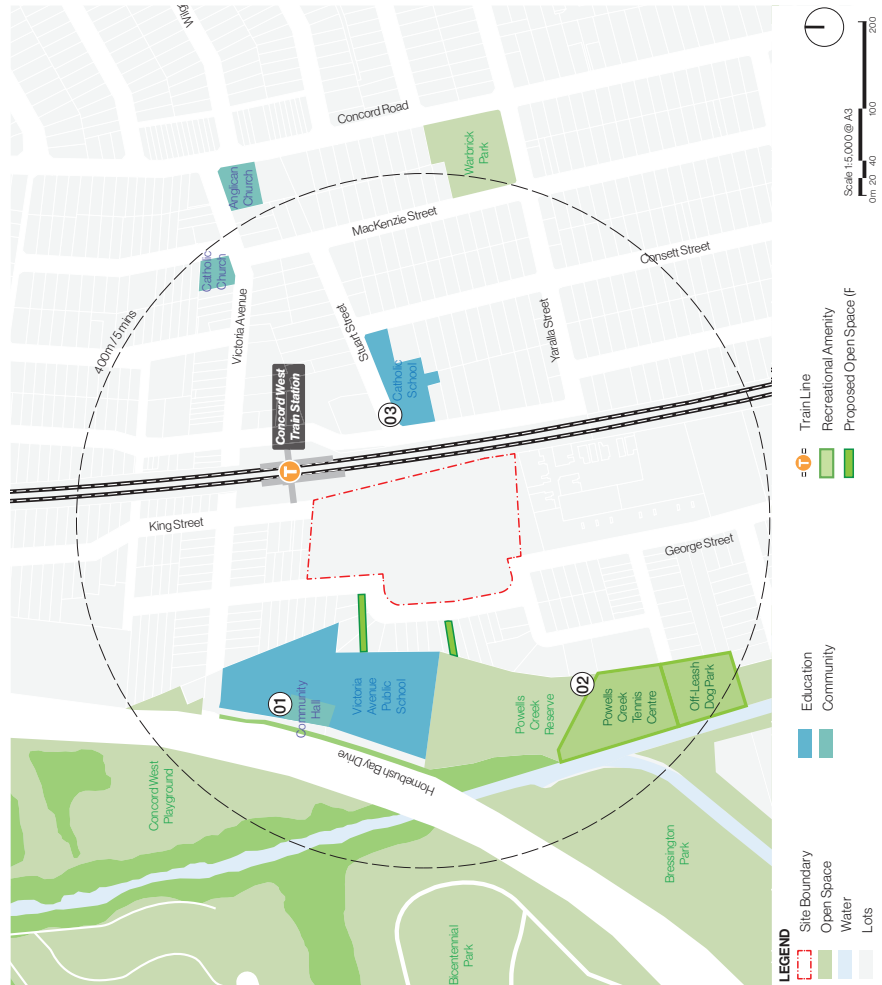 Wilg
Concord Road
Anglican
Church
Catholic
Church
Warbrick
Park
MacKenzie Street
400m / 5 mins
Victoria Avenue
Stuart Street
Consett Street
Yaralla Street
Concord West
Train Station
T
Catholic
School
03
King Street
George Street
01
Community
Hall
Victoria
Avenue
Public
School
Powells
Creek
Reserve
02
Powells
Creek
Tennis
Centre
Off-Leash
Dog Park
Homebush Bay Drive
Concord West
Playground
Bressington
Park
Bicentennial
Park
LEGEND
Site Boundary
Open Space
Water
Lots
Education
Community
=T= Train Line
Recreational Amenity
Proposed Open Space (F
Scale 1:5,000 @ A3
0m 20 40 100 200